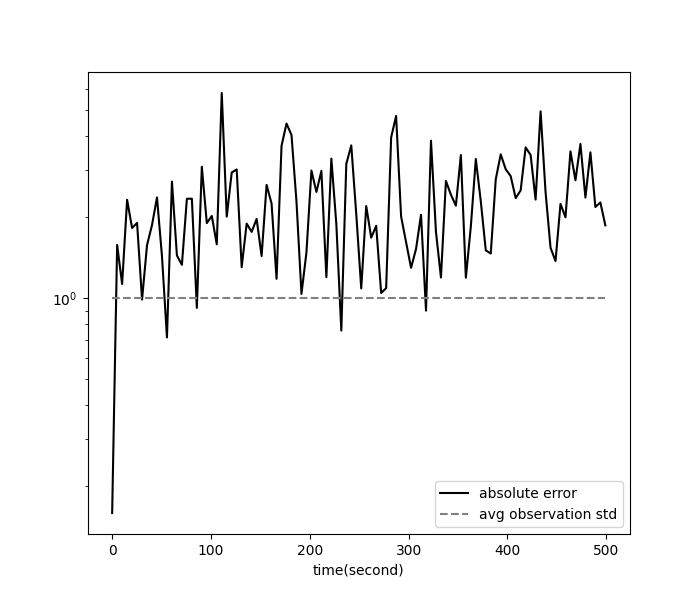 10⁰
absolute error
avg observation std
0 100 200 300 400 500
time(second)